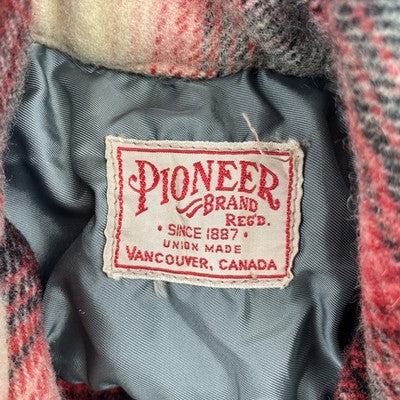 PIONEER
BRAND
REG'D.
• SINCE 1887 •
UNION MADE
VANCOUVER, CANADA